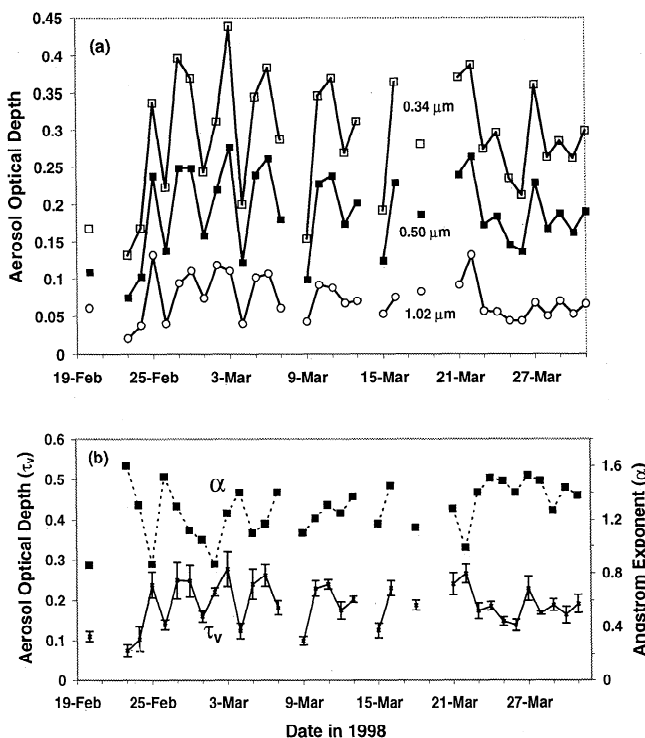 (a)
Aerosol Optical Depth
0.45
0.4
0.35
0.3
0.25
0.2
0.15
0.1
0.05
0
0.34 μm
0.50 μm
1.02 μm
19-Feb 25-Feb 3-Mar 9-Mar 15-Mar 21-Mar 27-Mar
(b)
Aerosol Optical Depth (τv)
0.6
0.5
0.4
0.3
0.2
0.1
0
α
τv
1.6
1.2
0.8
0.4
0
Angstrom Exponent (α)
19-Feb 25-Feb 3-Mar 9-Mar 15-Mar 21-Mar 27-Mar
Date in 1998